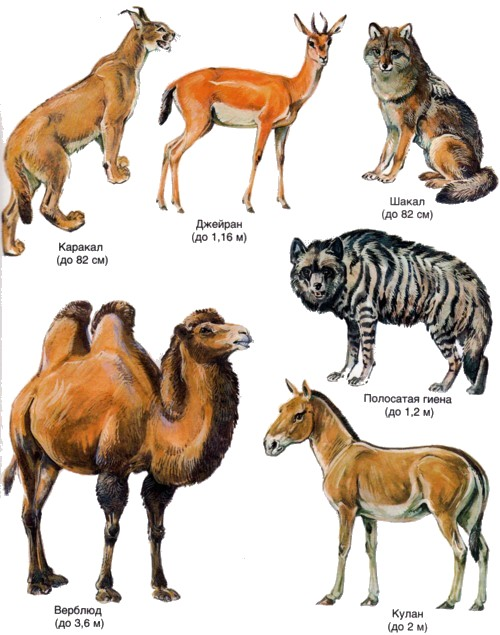 Каракал
(до 82 см)
Джейран
(до 1,16 м)
Шакал
(до 82 см)
Полосатая гиена
(до 1,2 м)
Верблюд
(до 3,6 м)
Кулан
(до 2 м)